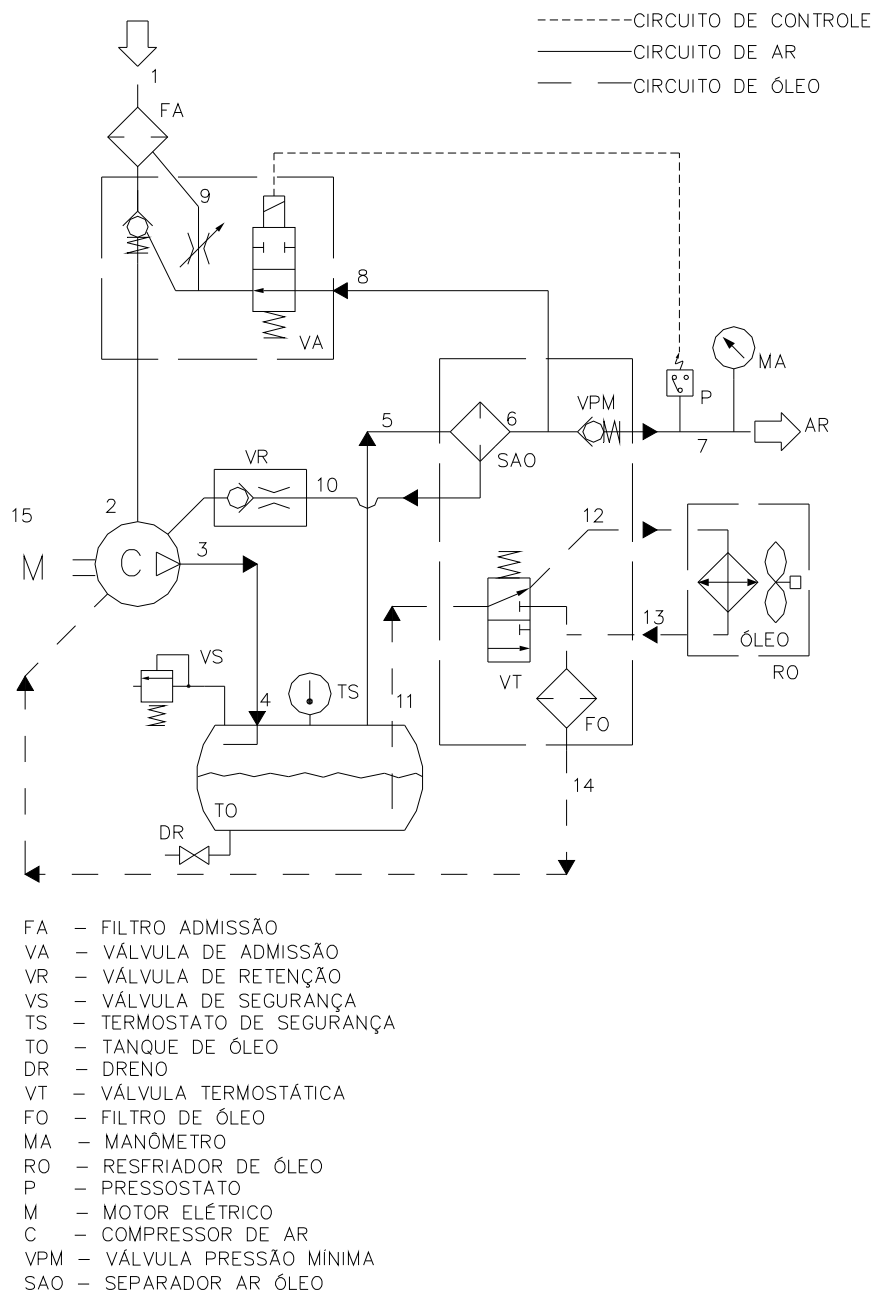 CIRCUITO DE CONTROLE
CIRCUITO DE AR
CIRCUITO DE ÓLEO
1
FA
9
8
VA
MA
P
5
6
VPM
AR
7
SAO
VR
10
2
15
12
3
C
M
13
ÓLEO
VS
VT
RO
4
TS
11
FO
14
TO
DR
FA – FILTRO ADMISSÃO
VA – VÁLVULA DE ADMISSÃO
VR – VÁLVULA DE RETENÇÃO
VS – VÁLVULA DE SEGURANÇA
TS – TERMOSTATO DE SEGURANÇA
TO – TANQUE DE ÓLEO
DR – DRENO
VT – VÁLVULA TERMOSTÁTICA
FO – FILTRO DE ÓLEO
MA – MANÔMETRO
RO – RESFRIADOR DE ÓLEO
P – PRESSOSTATO
M – MOTOR ELÉTRICO
C – COMPRESSOR DE AR
VPM – VÁLVULA PRESSÃO MÍNIMA
SAO – SEPARADOR AR ÓLEO